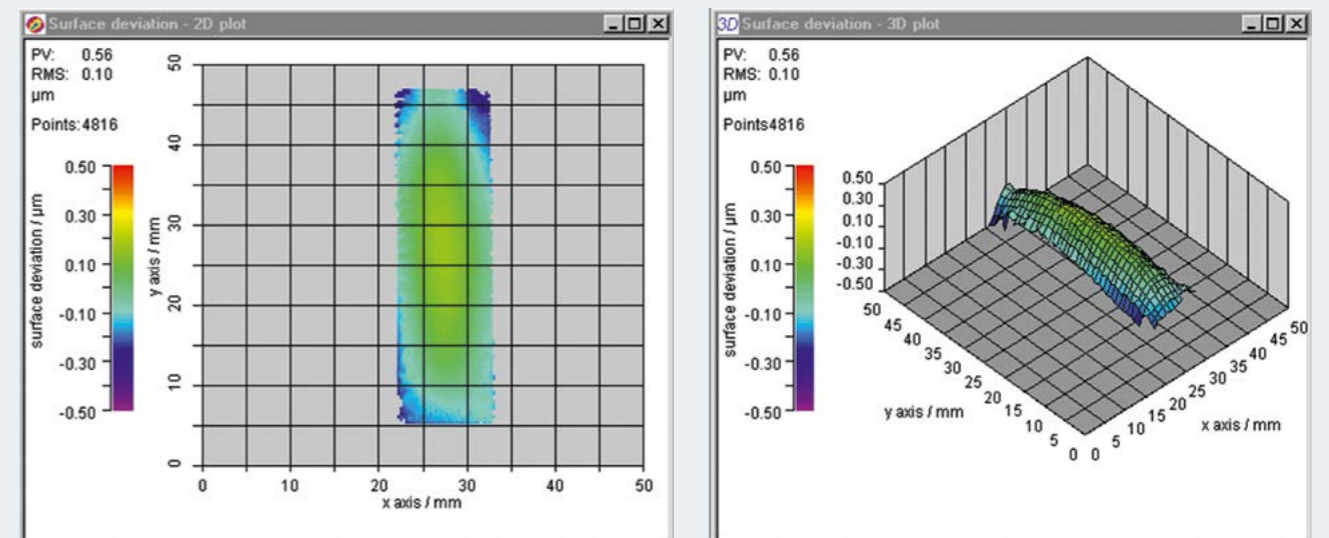 Surface deviation - 2D plot
PV: 0.56
RMS: 0.10
µm
Points: 4816
0.50
0.30
0.10
-0.10
-0.30
-0.50
surface deviation / µm
y axis / mm
50
40
30
20
10
0
0 10 20 30 40 50
x axis / mm
3D Surface deviation - 3D plot
PV: 0.56
RMS: 0.10
µm
Points4816
0.50
0.30
0.10
-0.10
-0.30
-0.50
surface deviation / µm
0.50
0.30
0.10
-0.10
-0.30
-0.50
50
45
40
35
30
25
20
15
10
5
0
y axis / mm
0
5
10
15
20
25
30
35
40
45
50
x axis / mm